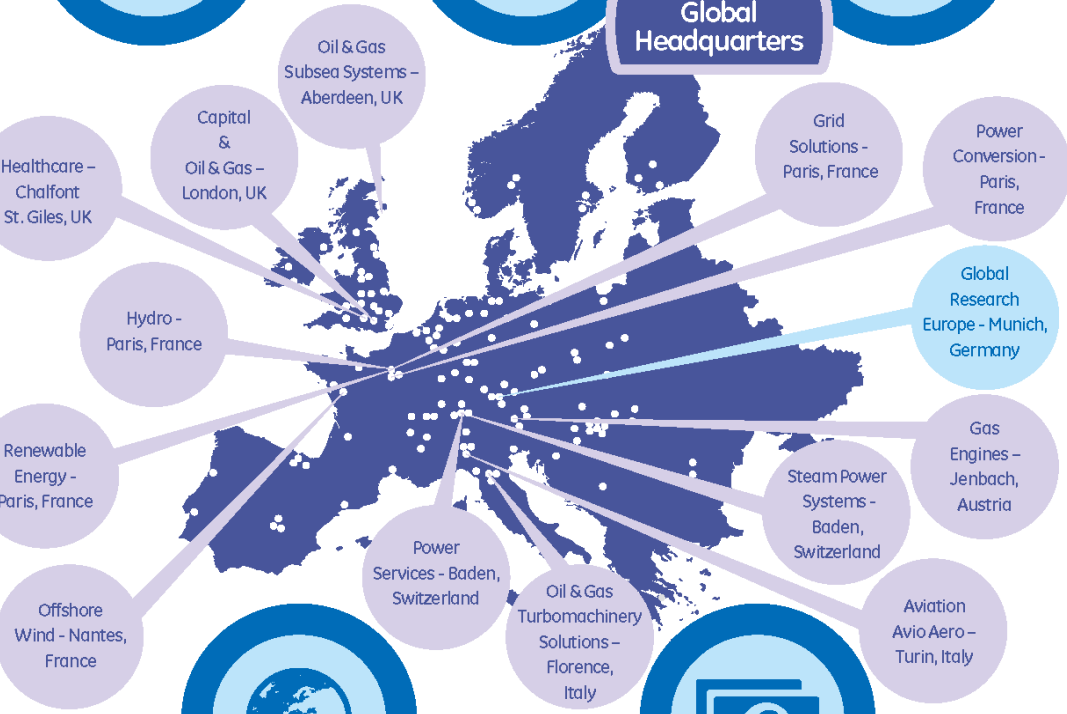 Global
Headquarters
Oil & Gas
Subsea Systems –
Aberdeen, UK
Capital
&
Oil & Gas –
London, UK
Grid
Solutions -
Paris, France
Power
Conversion -
Paris,
France
Healthcare –
Chalfont
St. Giles, UK
Global
Research
Europe - Munich,
Germany
Hydro -
Paris, France
Renewable
Energy -
Paris, France
Gas
Engines –
Jenbach,
Austria
Steam Power
Systems -
Baden,
Switzerland
Power
Services - Baden,
Switzerland
Oil & Gas
Turbomachinery
Solutions –
Florence,
Italy
Offshore
Wind - Nantes,
France
Aviation
Avio Aero –
Turin, Italy